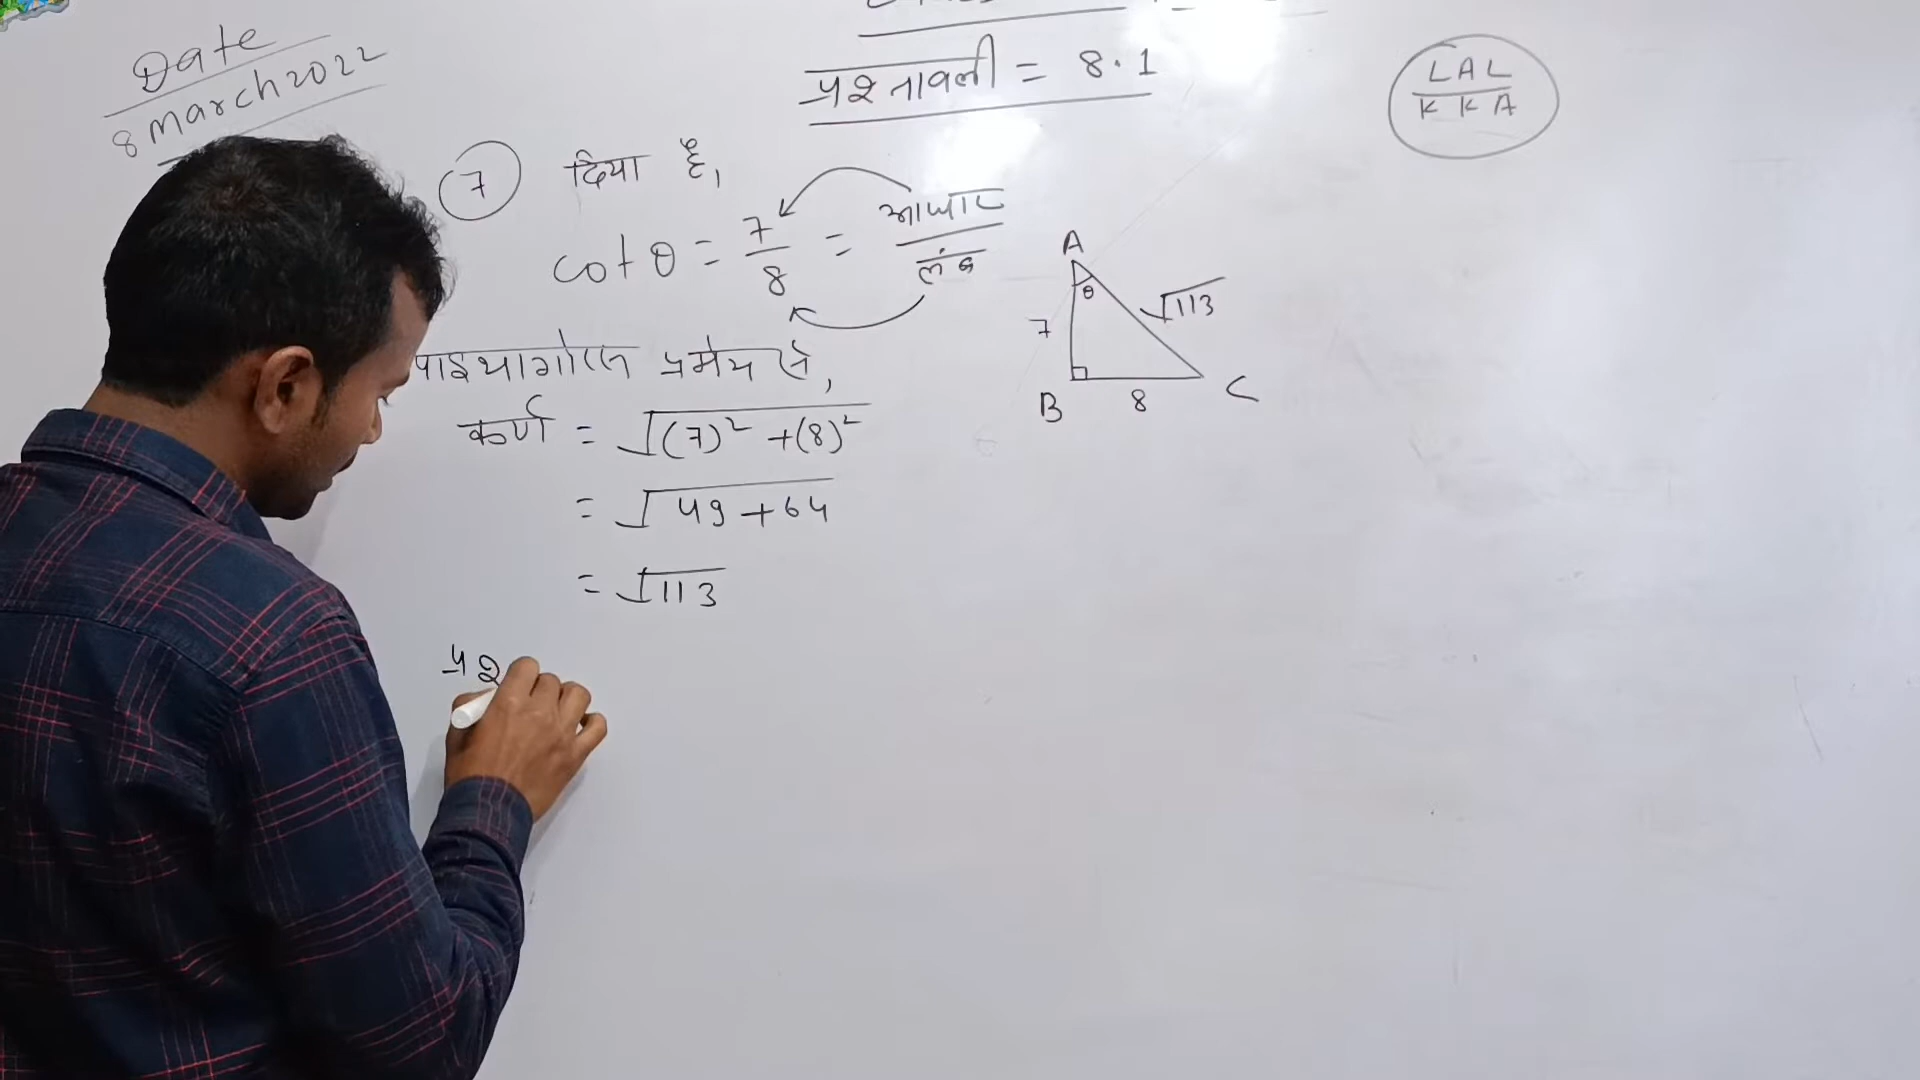 Date
8 March 2022
प्रश्नावली = 8.1
LAL
KKA
7 दिया है,
cot θ = 7/8 = आधार/लंब
पाइथागोरस प्रमेय से,
कर्ण = √(7)² + (8)²
= √49 + 64
= √113
प्रश
A
θ
7
√113
B
8
C